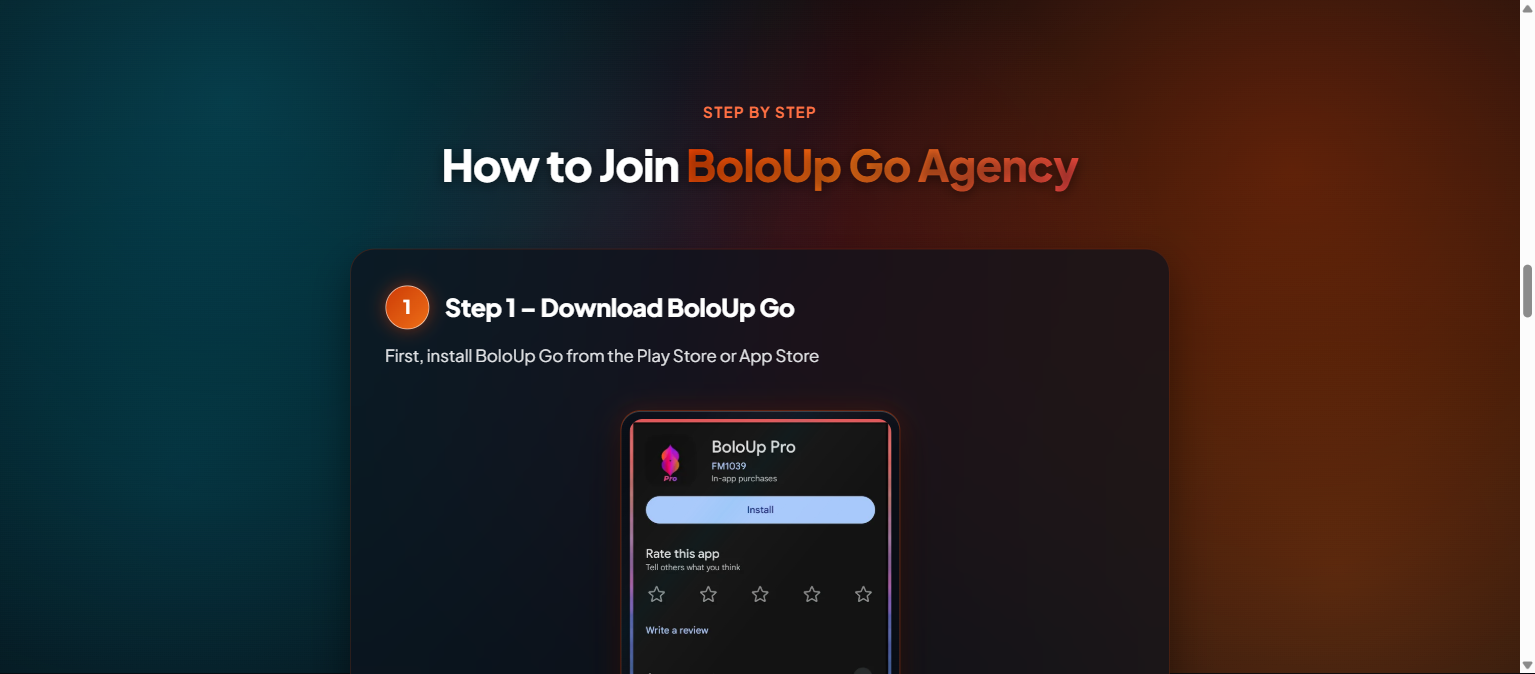 STEP BY STEP
How to Join BoloUp Go Agency
1
Step 1 – Download BoloUp Go
First, install BoloUp Go from the Play Store or App Store
BoloUp Pro
FM1039
In-app purchases
Pro
Install
Rate this app
Tell others what you think
Write a review